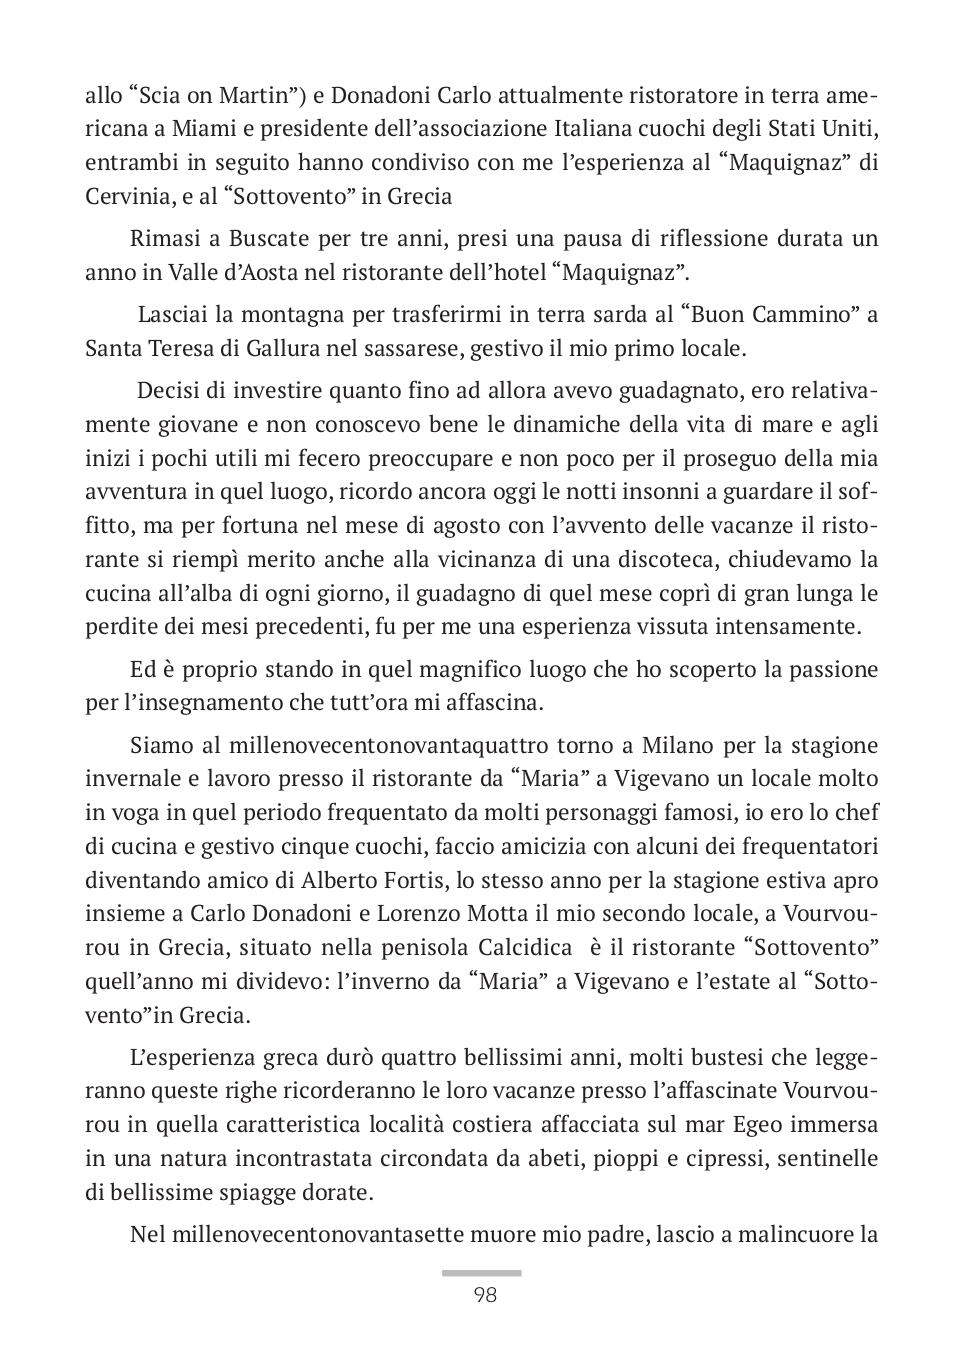 allo “Scia on Martin”) e Donadoni Carlo attualmente ristoratore in terra ame-
ricana a Miami e presidente dell’associazione Italiana cuochi degli Stati Uniti,
entrambi in seguito hanno condiviso con me l’esperienza al “Maquignaz” di
Cervinia, e al “Sottovento” in Grecia
Rimasi a Buscate per tre anni, presi una pausa di riflessione durata un
anno in Valle d’Aosta nel ristorante dell’hotel “Maquignaz”.
Lasciai la montagna per trasferirmi in terra sarda al “Buon Cammino” a
Santa Teresa di Gallura nel sassarese, gestivo il mio primo locale.
Decisi di investire quanto fino ad allora avevo guadagnato, ero relativa-
mente giovane e non conoscevo bene le dinamiche della vita di mare e agli
inizi i pochi utili mi fecero preoccupare e non poco per il proseguo della mia
avventura in quel luogo, ricordo ancora oggi le notti insonni a guardare il sof-
fitto, ma per fortuna nel mese di agosto con l’avvento delle vacanze il risto-
rante si riempì merito anche alla vicinanza di una discoteca, chiudevamo la
cucina all’alba di ogni giorno, il guadagno di quel mese coprì di gran lunga le
perdite dei mesi precedenti, fu per me una esperienza vissuta intensamente.
Ed è proprio stando in quel magnifico luogo che ho scoperto la passione
per l’insegnamento che tutt’ora mi affascina.
Siamo al millenovecentonovantaquattro torno a Milano per la stagione
invernale e lavoro presso il ristorante da “Maria” a Vigevano un locale molto
in voga in quel periodo frequentato da molti personaggi famosi, io ero lo chef
di cucina e gestivo cinque cuochi, faccio amicizia con alcuni dei frequentatori
diventando amico di Alberto Fortis, lo stesso anno per la stagione estiva apro
insieme a Carlo Donadoni e Lorenzo Motta il mio secondo locale, a Vourvou-
rou in Grecia, situato nella penisola Calcidica  è il ristorante “Sottovento”
quell’anno mi dividevo: l’inverno da “Maria” a Vigevano e l’estate al “Sotto-
vento”in Grecia.
L’esperienza greca durò quattro bellissimi anni, molti bustesi che legge-
ranno queste righe ricorderanno le loro vacanze presso l’affascinate Vourvou-
rou in quella caratteristica località costiera affacciata sul mar Egeo immersa
in una natura incontrastata circondata da abeti, pioppi e cipressi, sentinelle
di bellissime spiagge dorate.
Nel millenovecentonovantasette muore mio padre, lascio a malincuore la
98